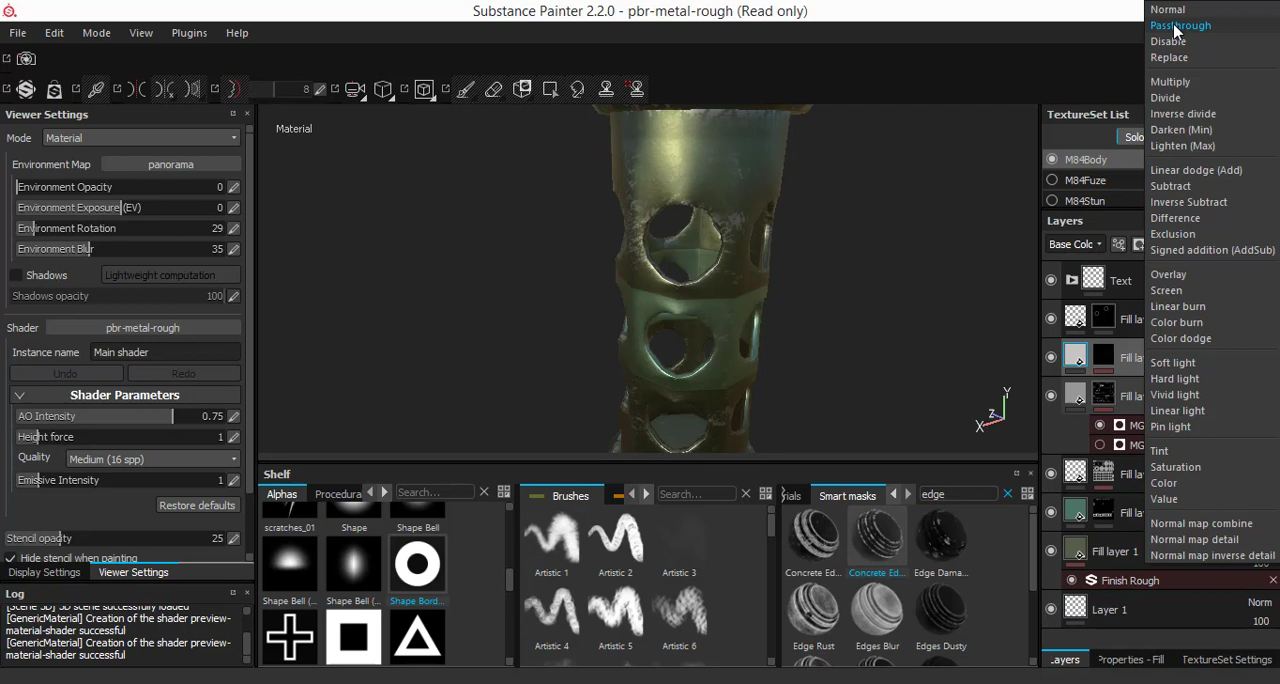 Substance Painter 2.2.0 - pbr-metal-rough (Read only)
File Edit Mode View Plugins Help
8
Viewer Settings
Mode Material
Environment Map panorama
Environment Opacity 0
Environment Exposure (EV) 0
Environment Rotation 29
Environment Blur 35
Shadows Lightweight computation
Shadows opacity 100
Shader pbr-metal-rough
Instance name Main shader
Undo Redo
Shader Parameters
AO Intensity 0.75
Height force 1
Quality Medium (16 spp)
Emissive Intensity 1
Restore defaults
Stencil opacity 25
Hide stencil when painting
Display Settings Viewer Settings
Log
[Scene 3D] 3D scene successfully loaded
[GenericMaterial] Creation of the shader preview-
material-shader successful
[GenericMaterial] Creation of the shader preview-
material-shader successful
Material
Y
Z
X
Shelf
Alphas Procedura Search...
scratches_01 Shape Shape Bell
Shape Bell (... Shape Bell (... Shape Bord...
Brushes Search...
Artistic 1 Artistic 2 Artistic 3
Artistic 4 Artistic 5 Artistic 6
rials Smart masks edge
Concrete Ed... Concrete Ed... Edge Dama...
Edge Rust Edges Blur Edges Dusty
TextureSet List
Solo
M84Body
M84Fuze
M84Stun
Layers
Base Colo
Text
Fill la
Fill la
Fill la
MG
MG
Fill la
Fill la
Fill layer 1
100
Finish Rough
Layer 1 Norm
100
Layers Properties - Fill TextureSet Settings
Normal
Passthrough
Disable
Replace
Multiply
Divide
Inverse divide
Darken (Min)
Lighten (Max)
Linear dodge (Add)
Subtract
Inverse Subtract
Difference
Exclusion
Signed addition (AddSub)
Overlay
Screen
Linear burn
Color burn
Color dodge
Soft light
Hard light
Vivid light
Linear light
Pin light
Tint
Saturation
Color
Value
Normal map combine
Normal map detail
Normal map inverse detail